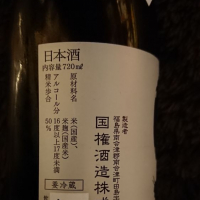 日本酒
内容量720㎖
原材料名 米(国産)、
米麹(国産米)
アルコール分 16度以上17度未満
精米歩合 50%
要冷蔵
製造者
国権酒造株
福島県南会津郡南会津町田島字